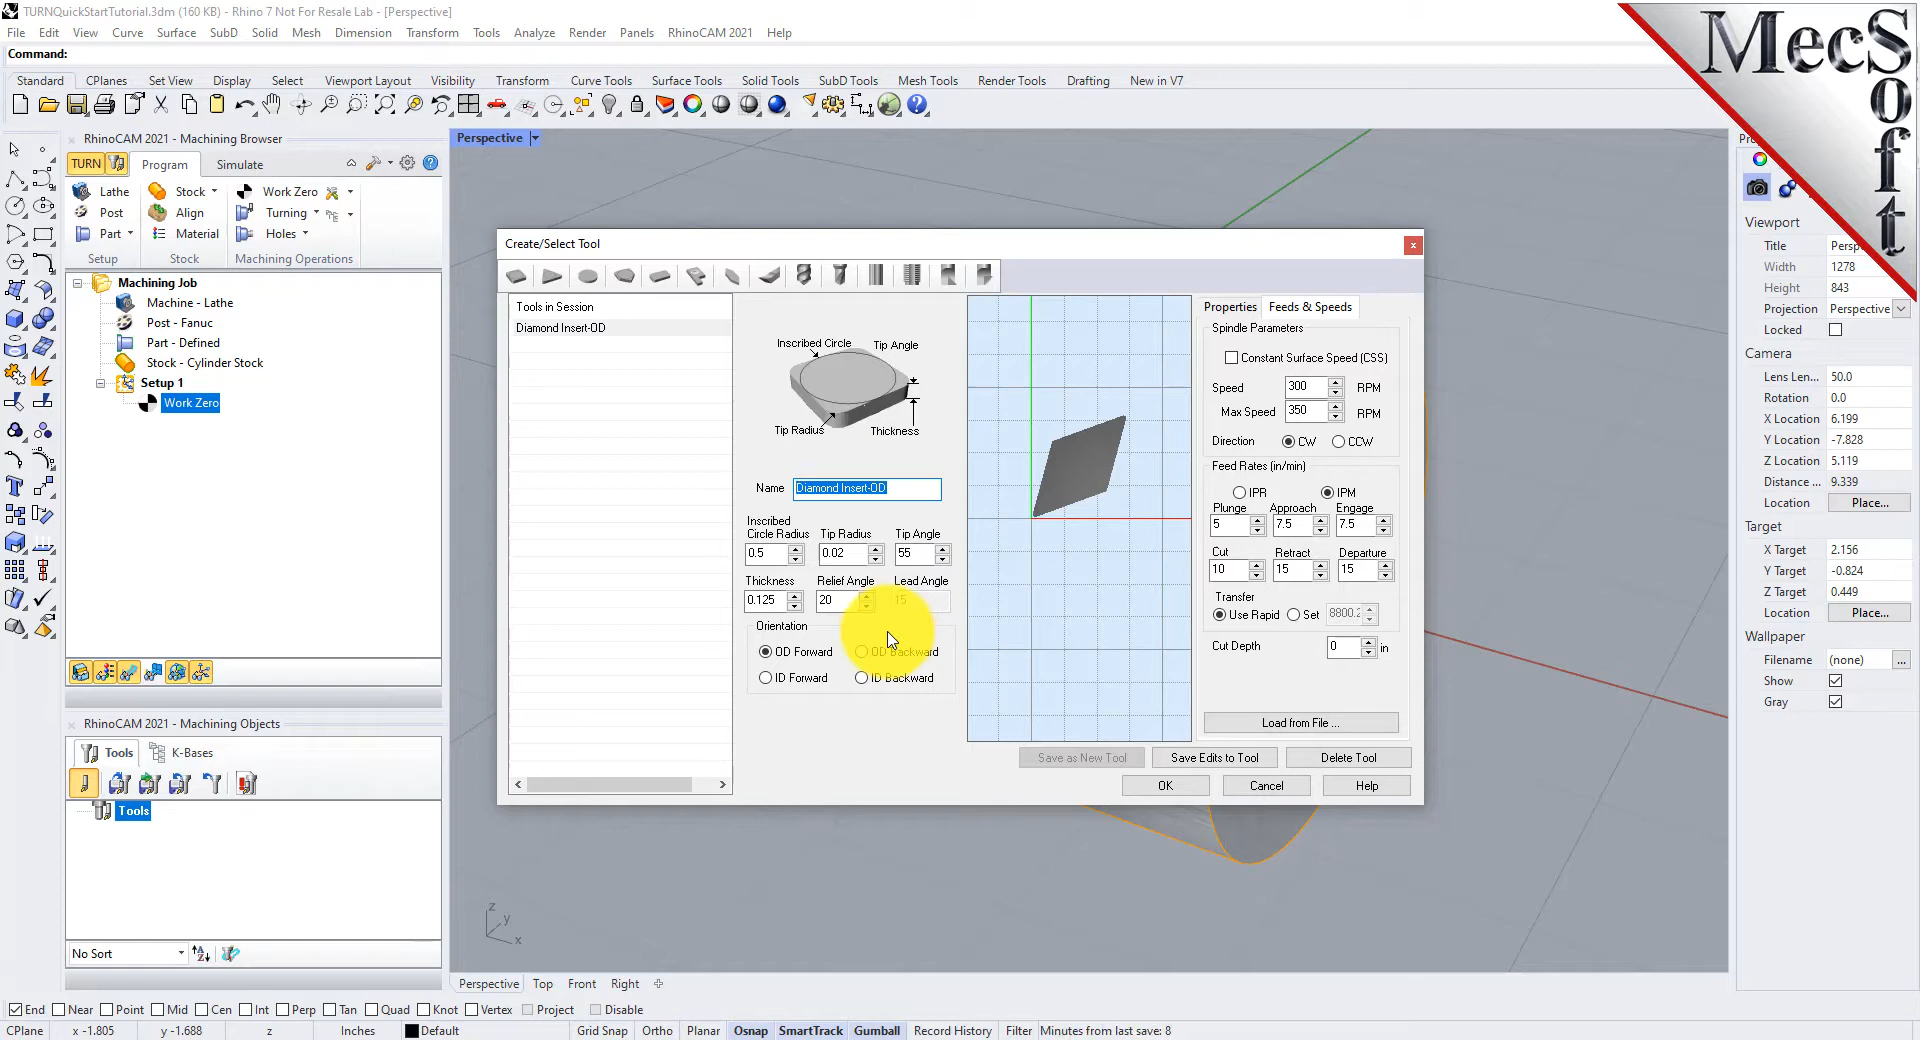 TURNQuickStartTutorial.3dm (160 KB) - Rhino 7 Not For Resale Lab - [Perspective]
File Edit View Curve Surface SubD Solid Mesh Dimension Transform Tools Analyze Render Panels RhinoCAM 2021 Help
Command:
Standard CPlanes Set View Display Select Viewport Layout Visibility Transform Curve Tools Surface Tools Solid Tools SubD Tools Mesh Tools Render Tools Drafting New in V7
MecSoft
RhinoCAM 2021 - Machining Browser
TURN Program Simulate
Lathe Stock Work Zero
Post Align Turning
Part Material Holes
Setup Stock Machining Operations
Machining Job
Machine - Lathe
Post - Fanuc
Part - Defined
Stock - Cylinder Stock
Setup 1
Work Zero
RhinoCAM 2021 - Machining Objects
Tools K-Bases
Tools
No Sort
Perspective
Create/Select Tool
Tools in Session
Diamond Insert-OD
Inscribed Circle Tip Angle
Tip Radius Thickness
Name Diamond Insert-OD
Inscribed
Circle Radius Tip Radius Tip Angle
0.5 0.02 55
Thickness Relief Angle Lead Angle
0.125 20 15
Orientation
OD Forward OD Backward
ID Forward ID Backward
Properties Feeds & Speeds
Spindle Parameters
Constant Surface Speed (CSS)
Speed 300 RPM
Max Speed 350 RPM
Direction CW CCW
Feed Rates (in/min)
IPR IPM
Plunge Approach Engage
5 7.5 7.5
Cut Retract Departure
10 15 15
Transfer
Use Rapid Set 8800.2
Cut Depth 0 in
Load from File ...
Save as New Tool Save Edits to Tool Delete Tool
OK Cancel Help
z
y
x
Viewport
Title
Width 1278
Height 843
Projection Perspective
Locked
Camera
Lens Len... 50.0
Rotation 0.0
X Location 6.199
Y Location -7.828
Z Location 5.119
Distance ... 9.339
Location Place...
Target
X Target 2.156
Y Target -0.824
Z Target 0.449
Location Place...
Wallpaper
Filename (none) ...
Show
Gray
Perspective Top Front Right
End Near Point Mid Cen Int Perp Tan Quad Knot Vertex Project Disable
CPlane x -1.805 y -1.688 z Inches Default Grid Snap Ortho Planar Osnap SmartTrack Gumball Record History Filter Minutes from last save: 8